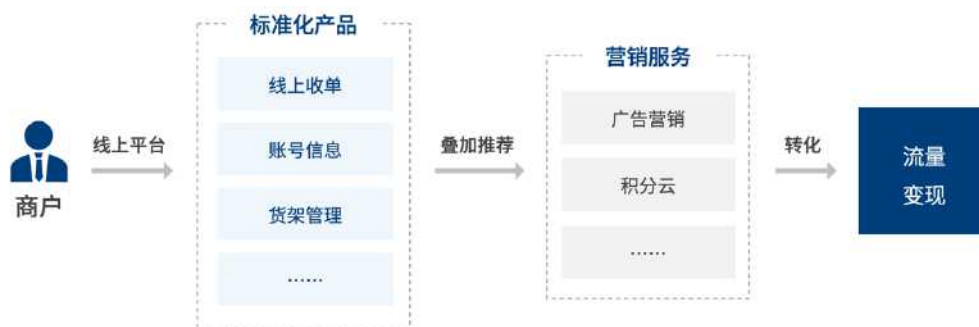 商户
线上平台
标准化产品
线上收单
账号信息
货架管理
······
叠加推荐
营销服务
广告营销
积分云
······
转化
流量
变现